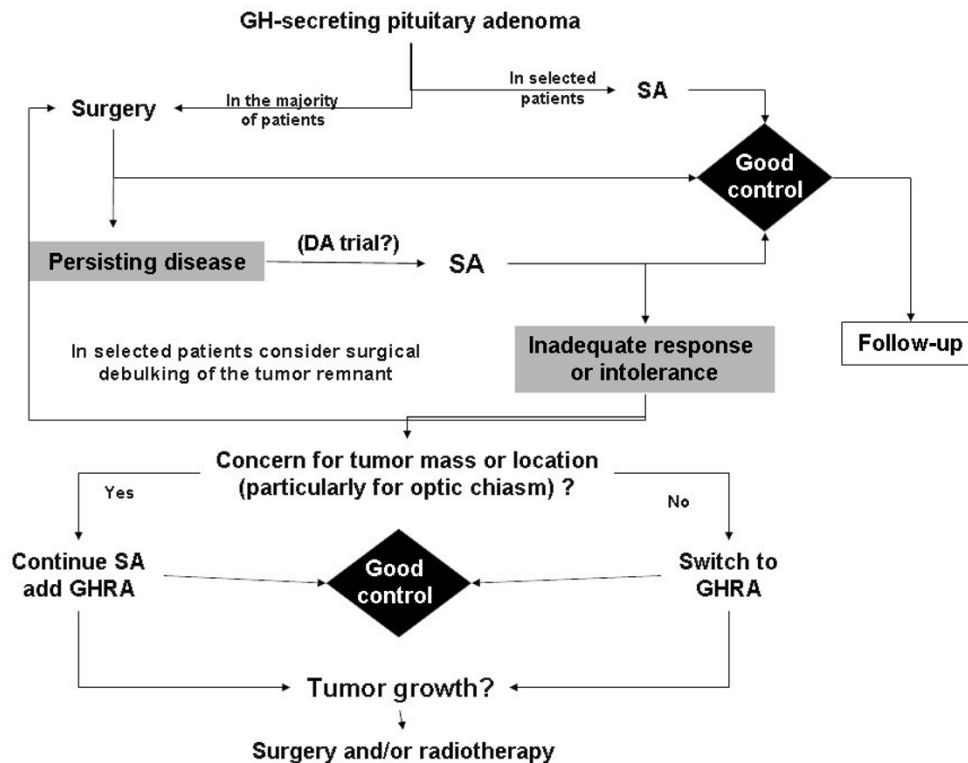 GH-secreting pituitary adenoma
In selected
patients
SA
Surgery
In the majority
of patients
Good
control
(DA trial?)
Persisting disease
SA
Follow-up
Inadequate response
or intolerance
In selected patients consider surgical
debulking of the tumor remnant
Concern for tumor mass or location
(particularly for optic chiasm) ?
Yes
No
Continue SA
add GHRA
Good
control
Switch to
GHRA
Tumor growth?
Surgery and/or radiotherapy